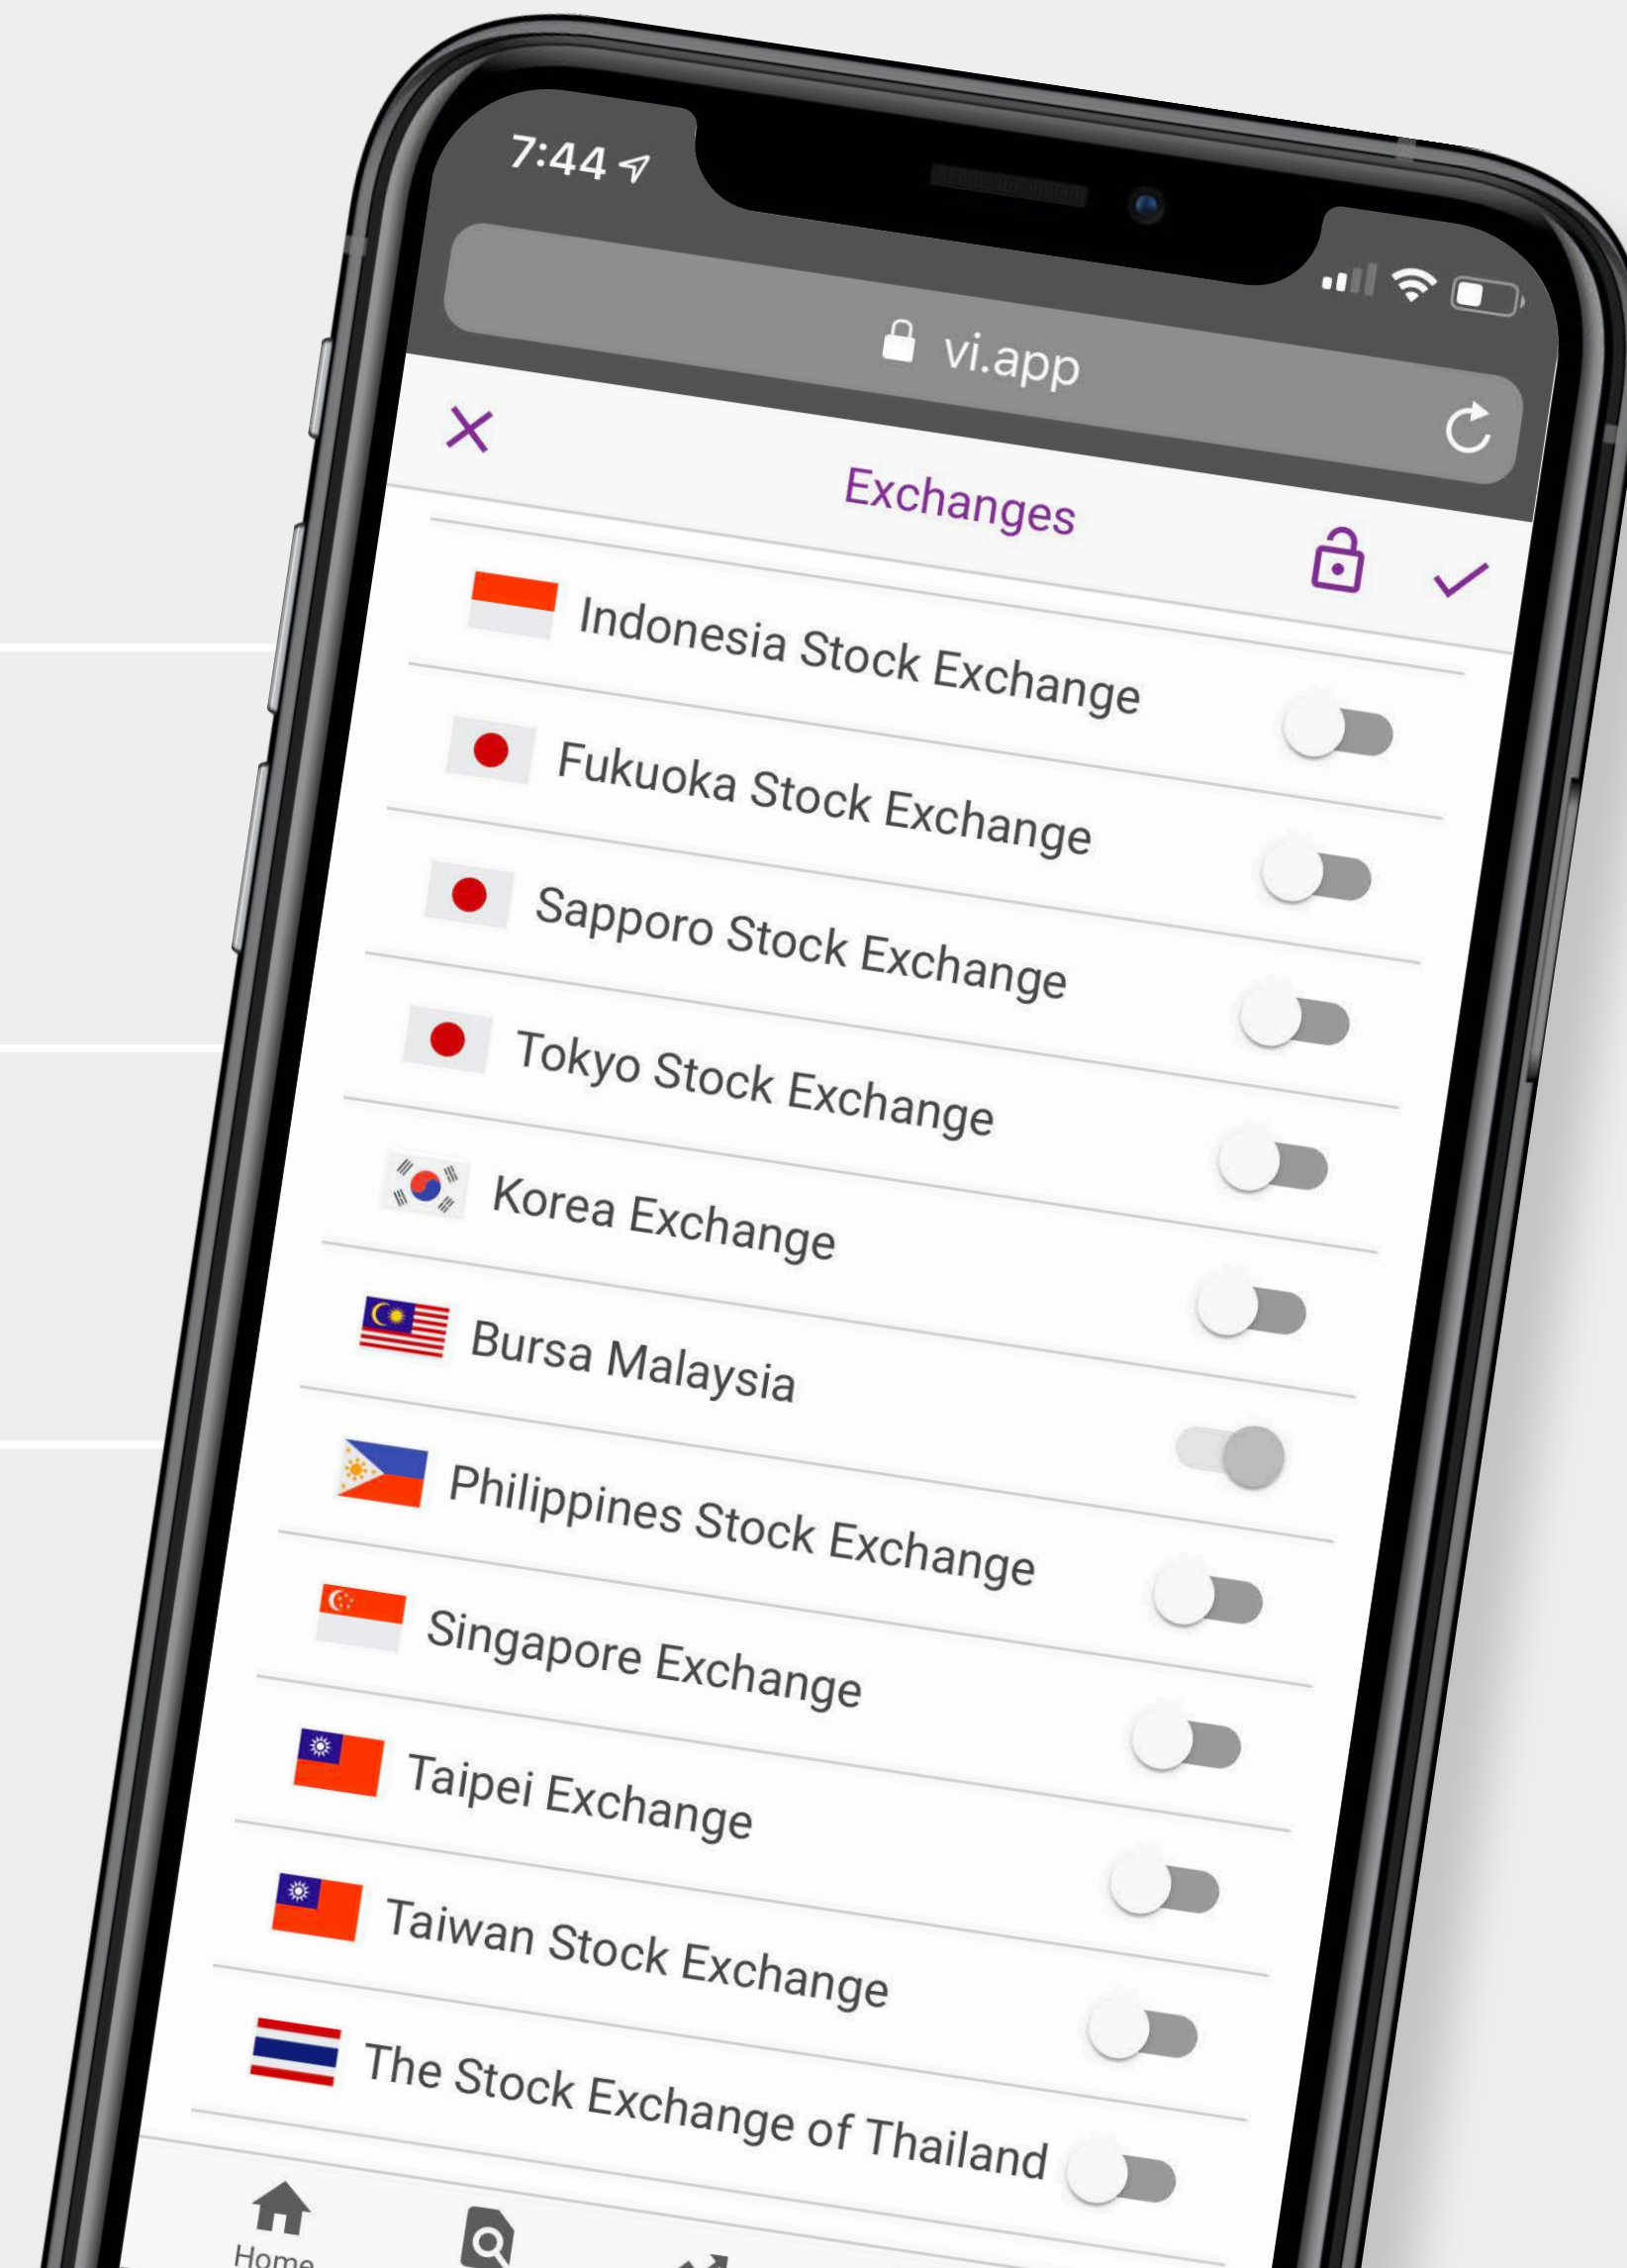 7:44
vi.app
Exchanges
Indonesia Stock Exchange
Fukuoka Stock Exchange
Sapporo Stock Exchange
Tokyo Stock Exchange
Korea Exchange
Bursa Malaysia
Philippines Stock Exchange
Singapore Exchange
Taipei Exchange
Taiwan Stock Exchange
The Stock Exchange of Thailand
Home